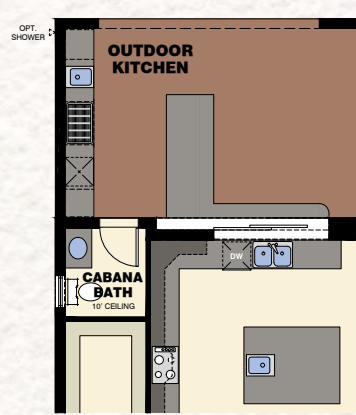 OPT.
SHOWER
OUTDOOR
KITCHEN
DW
CABANA
BATH
10' CEILING